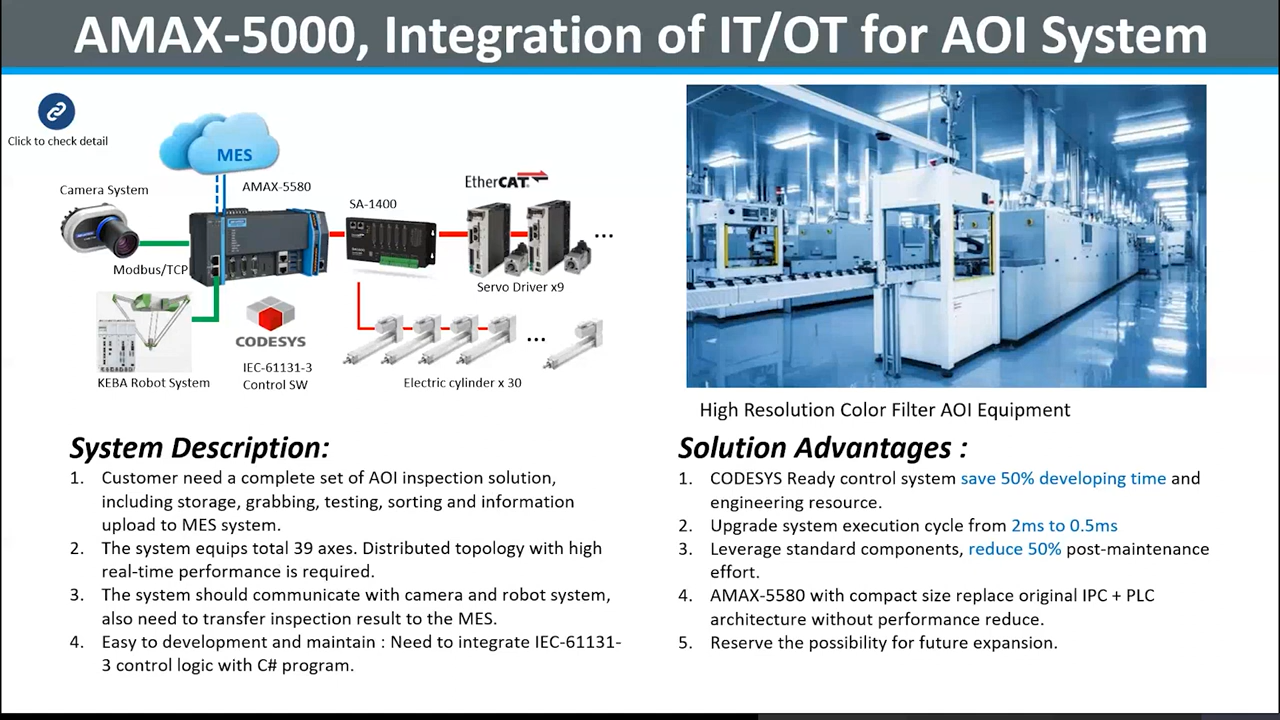 AMAX-5000, Integration of IT/OT for AOI System
Click to check detail
MES
Camera System
AMAX-5580
SA-1400
EtherCAT
Modbus/TCP
Servo Driver x9
...
CODESYS
IEC-61131-3
Control SW
KEBA Robot System
Electric cylinder x 30
...
High Resolution Color Filter AOI Equipment
System Description:
1. Customer need a complete set of AOI inspection solution,
including storage, grabbing, testing, sorting and information
upload to MES system.
2. The system equips total 39 axes. Distributed topology with high
real-time performance is required.
3. The system should communicate with camera and robot system,
also need to transfer inspection result to the MES.
4. Easy to development and maintain : Need to integrate IEC-61131-
3 control logic with C# program.
Solution Advantages :
1. CODESYS Ready control system save 50% developing time and
engineering resource.
2. Upgrade system execution cycle from 2ms to 0.5ms
3. Leverage standard components, reduce 50% post-maintenance
effort.
4. AMAX-5580 with compact size replace original IPC + PLC
architecture without performance reduce.
5. Reserve the possibility for future expansion.